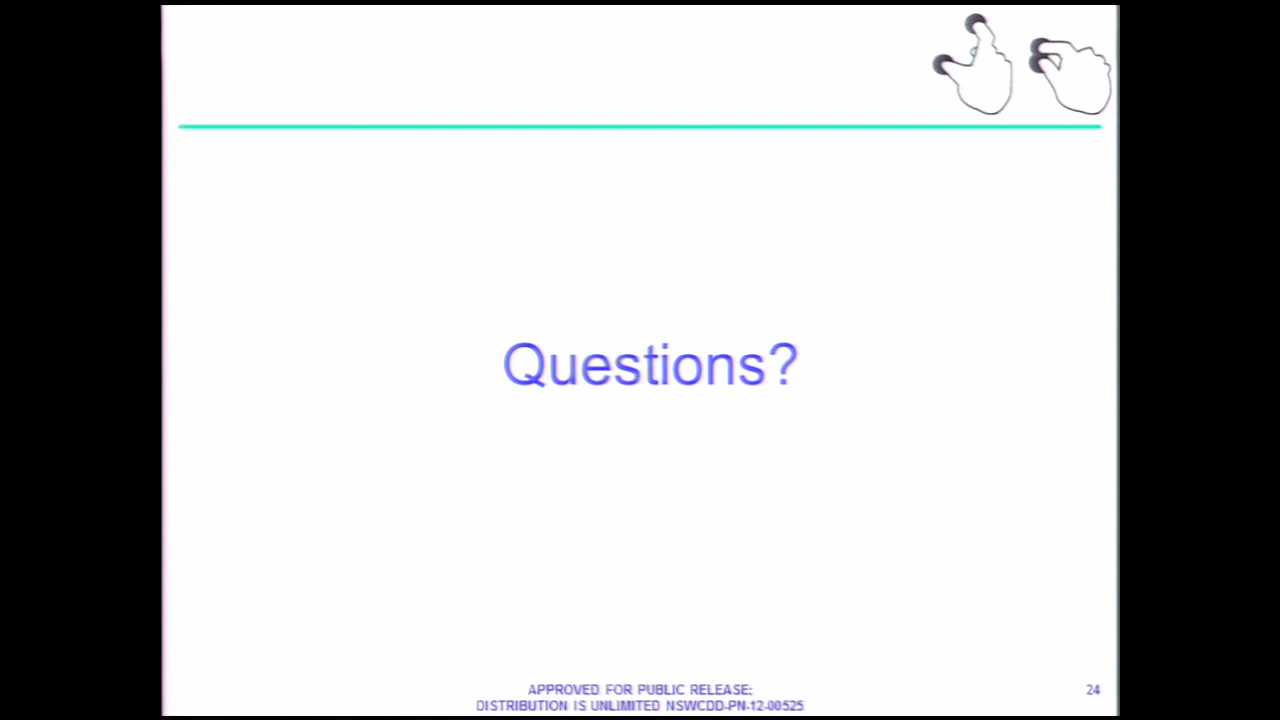 Questions?
APPROVED FOR PUBLIC RELEASE;
DISTRIBUTION IS UNLIMITED NSWCDD-PN-12-00525
24